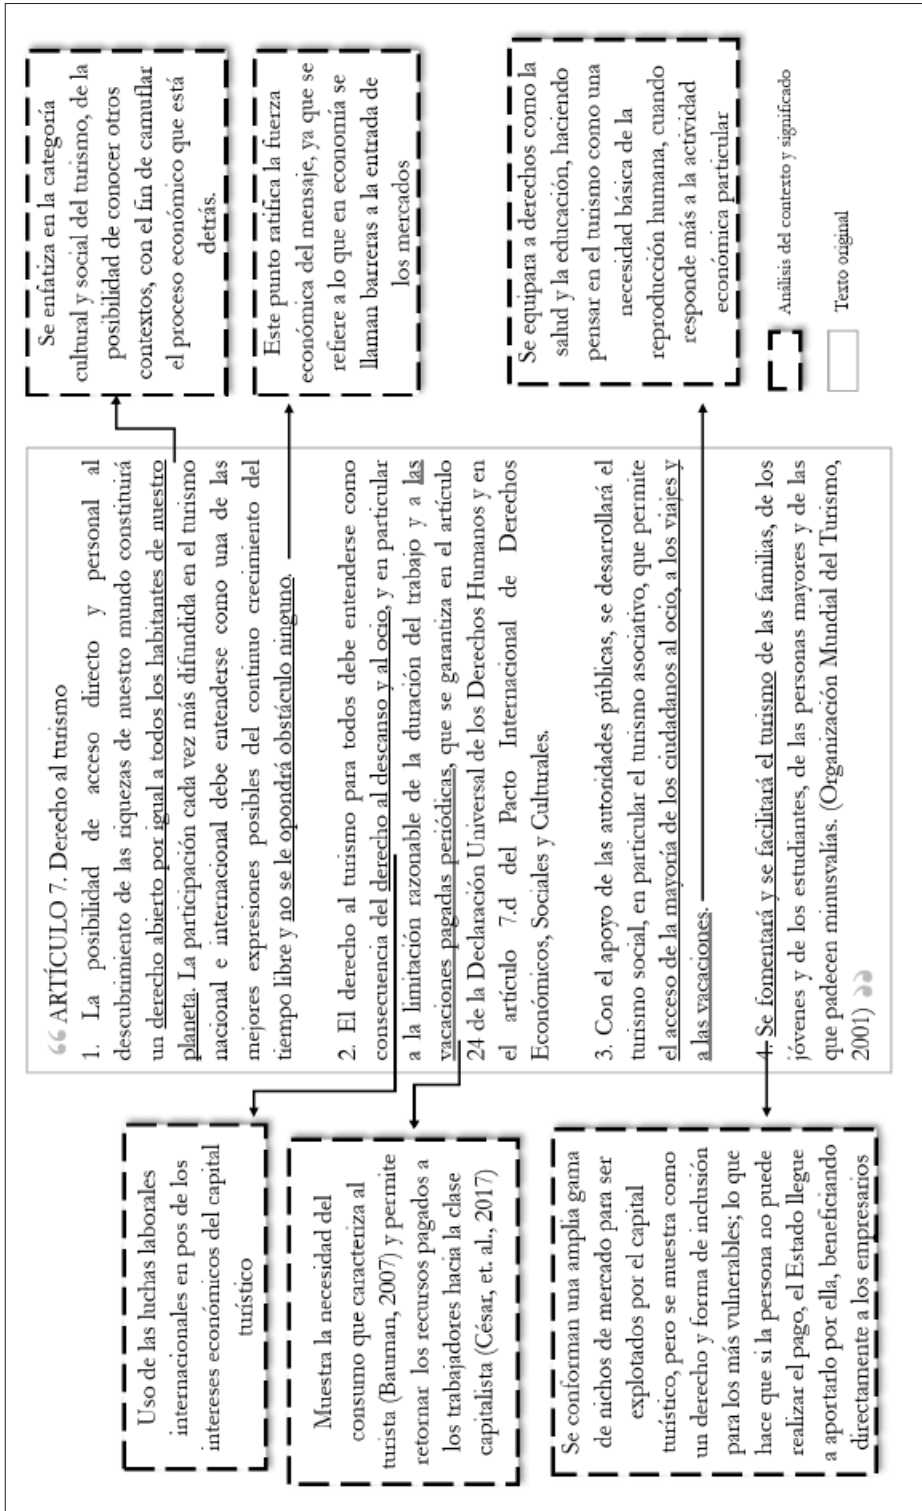 Uso de las luchas laborales
internacionales en pos de los
intereses económicos del capital
turístico
Muestra la necesidad del
consumo que caracteriza al
turista (Bauman, 2007) y permite
retornar los recursos pagados a
los trabajadores hacia la clase
capitalista (César, et. al., 2017)
Se conforman una amplia gama
de nichos de mercado para ser
explotados por el capital
turístico, pero se muestra como
un derecho y forma de inclusión
para los más vulnerables; lo que
hace que si la persona no puede
realizar el pago, el Estado llegue
a aportarlo por ella, beneficiando
directamente a los empresarios
“ ARTÍCULO 7. Derecho al turismo
1. La posibilidad de acceso directo y personal al
descubrimiento de las riquezas de nuestro mundo constituirá
un derecho abierto por igual a todos los habitantes de nuestro
planeta. La participación cada vez más difundida en el turismo
nacional e internacional debe entenderse como una de las
mejores expresiones posibles del continuo crecimiento del
tiempo libre y no se le opondrá obstáculo ninguno.
2. El derecho al turismo para todos debe entenderse como
consecuencia del derecho al descanso y al ocio, y en particular
a la limitación razonable de la duración del trabajo y a las
vacaciones pagadas periódicas, que se garantiza en el artículo
24 de la Declaración Universal de los Derechos Humanos y en
el artículo 7.d del Pacto Internacional de Derechos
Económicos, Sociales y Culturales.
3. Con el apoyo de las autoridades públicas, se desarrollará el
turismo social, en particular el turismo asociativo, que permite
el acceso de la mayoría de los ciudadanos al ocio, a los viajes y
a las vacaciones.
4. Se fomentará y se facilitará el turismo de las familias, de los
jóvenes y de los estudiantes, de las personas mayores y de las
que padecen minusvalías. (Organización Mundial del Turismo,
2001) ”
Se enfatiza en la categoría
cultural y social del turismo, de la
posibilidad de conocer otros
contextos, con el fin de camuflar
el proceso económico que está
detrás.
Este punto ratifica la fuerza
económica del mensaje, ya que se
refiere a lo que en economía se
llaman barreras a la entrada de
los mercados
Se equipara a derechos como la
salud y la educación, haciendo
pensar en el turismo como una
necesidad básica de la
reproducción humana, cuando
responde más a la actividad
económica particular
Análisis del contexto y significado
Texto original